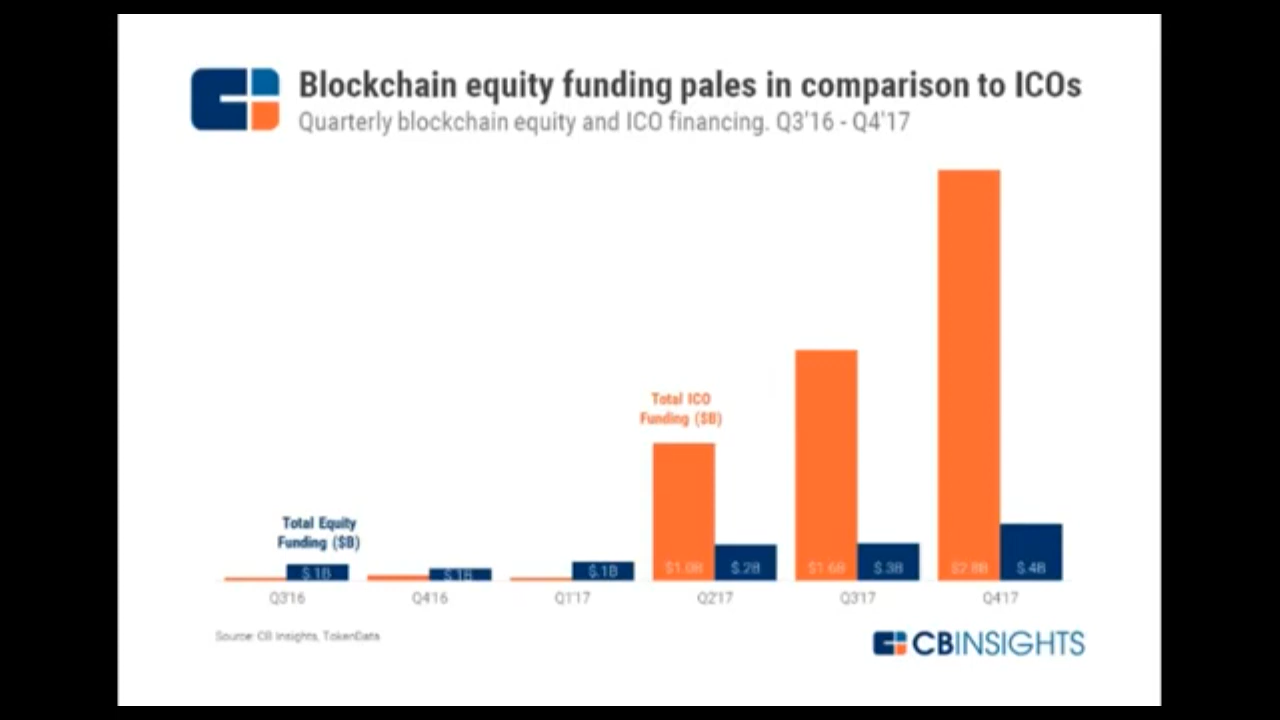 Blockchain equity funding pales in comparison to ICOs
Quarterly blockchain equity and ICO financing. Q3'16 - Q4'17
Total ICO
Funding ($B)
Total Equity
Funding ($B)
$.1B $.1B $.1B $1.0B $.2B $1.6B $.3B $2.8B $.4B
Q3'16 Q4'16 Q1'17 Q2'17 Q3'17 Q4'17
Source: CB Insights, TokenData
CBINSIGHTS